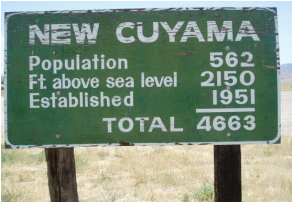 NEW CUYAMA
Population 562
Ft. above sea level 2150
Established 1951
TOTAL 4663